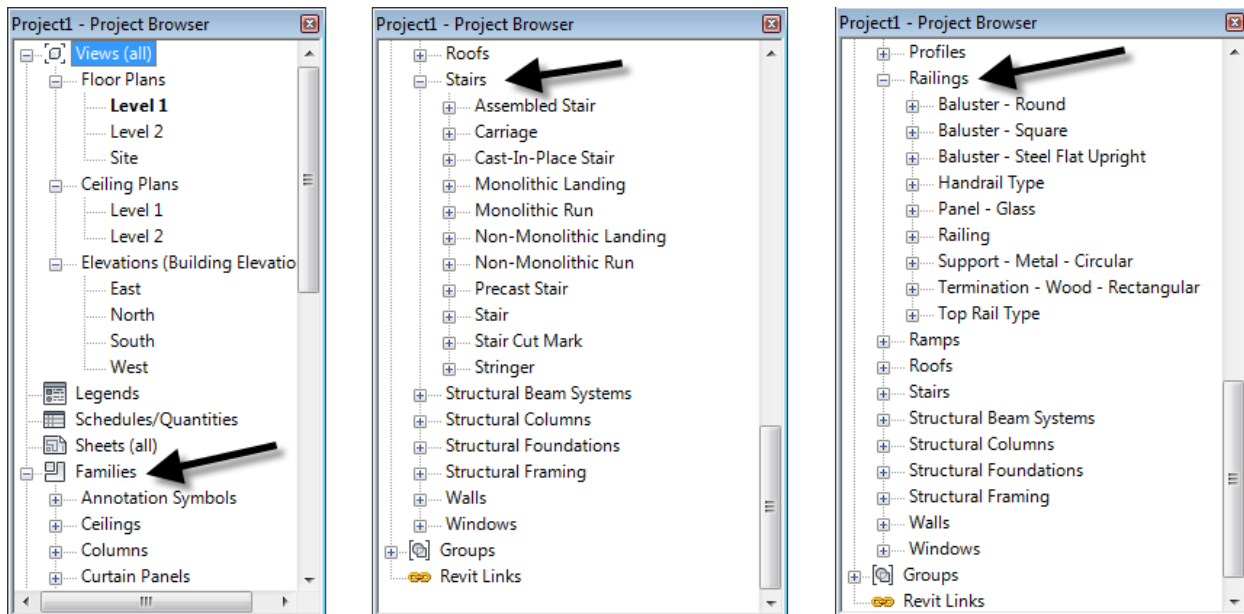 Project1 - Project Browser
Views (all)
Floor Plans
Level 1
Level 2
Site
Ceiling Plans
Level 1
Level 2
Elevations (Building Elevatio
East
North
South
West
Legends
Schedules/Quantities
Sheets (all)
Families
Annotation Symbols
Ceilings
Columns
Curtain Panels
Project1 - Project Browser
Roofs
Stairs
Assembled Stair
Carriage
Cast-In-Place Stair
Monolithic Landing
Monolithic Run
Non-Monolithic Landing
Non-Monolithic Run
Precast Stair
Stair
Stair Cut Mark
Stringer
Structural Beam Systems
Structural Columns
Structural Foundations
Structural Framing
Walls
Windows
Groups
Revit Links
Project1 - Project Browser
Profiles
Railings
Baluster - Round
Baluster - Square
Baluster - Steel Flat Upright
Handrail Type
Panel - Glass
Railing
Support - Metal - Circular
Termination - Wood - Rectangular
Top Rail Type
Ramps
Roofs
Stairs
Structural Beam Systems
Structural Columns
Structural Foundations
Structural Framing
Walls
Windows
Groups
Revit Links